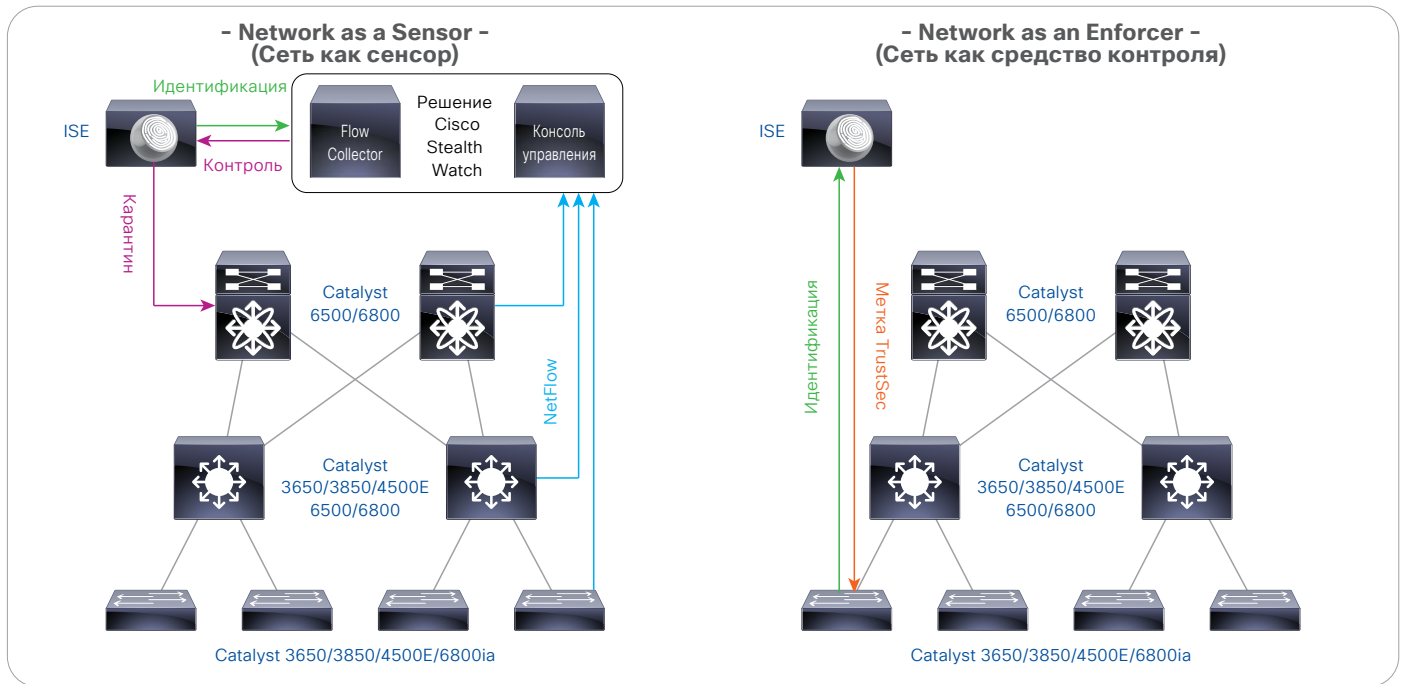 - Network as a Sensor -
(Сеть как сенсор)
Идентификация
ISE
Flow
Collector
Решение
Cisco
Stealth
Watch
Консоль
управления
Контроль
Карантин
Catalyst
6500/6800
NetFlow
Catalyst
3650/3850/4500E
6500/6800
Catalyst 3650/3850/4500E/6800ia
- Network as an Enforcer -
(Сеть как средство контроля)
ISE
Идентификация
Метка TrustSec
Catalyst
6500/6800
Catalyst
3650/3850/4500E
6500/6800
Catalyst 3650/3850/4500E/6800ia